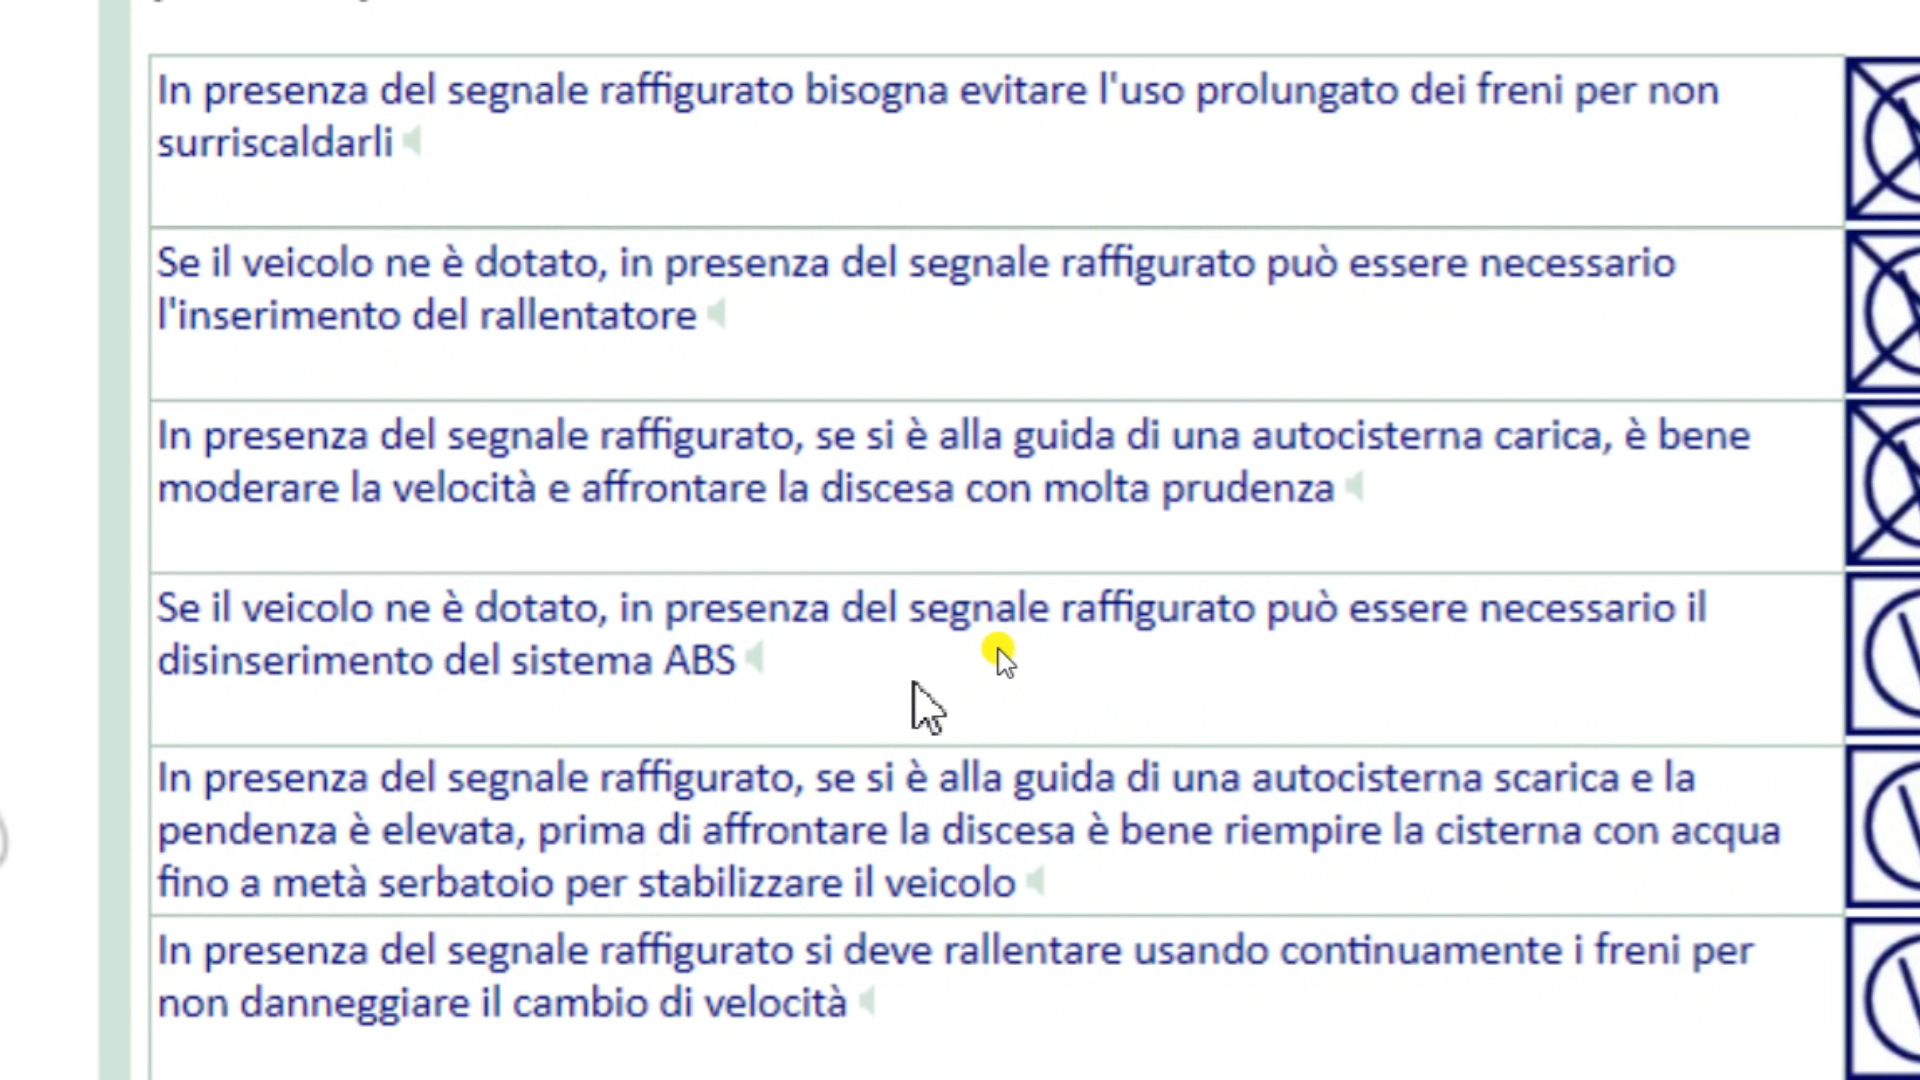 In presenza del segnale raffigurato bisogna evitare l'uso prolungato dei freni per non
surriscaldarli
Se il veicolo ne è dotato, in presenza del segnale raffigurato può essere necessario
l'inserimento del rallentatore
In presenza del segnale raffigurato, se si è alla guida di una autocisterna carica, è bene
moderare la velocità e affrontare la discesa con molta prudenza
Se il veicolo ne è dotato, in presenza del segnale raffigurato può essere necessario il
disinserimento del sistema ABS
In presenza del segnale raffigurato, se si è alla guida di una autocisterna scarica e la
pendenza è elevata, prima di affrontare la discesa è bene riempire la cisterna con acqua
fino a metà serbatoio per stabilizzare il veicolo
In presenza del segnale raffigurato si deve rallentare usando continuamente i freni per
non danneggiare il cambio di velocità